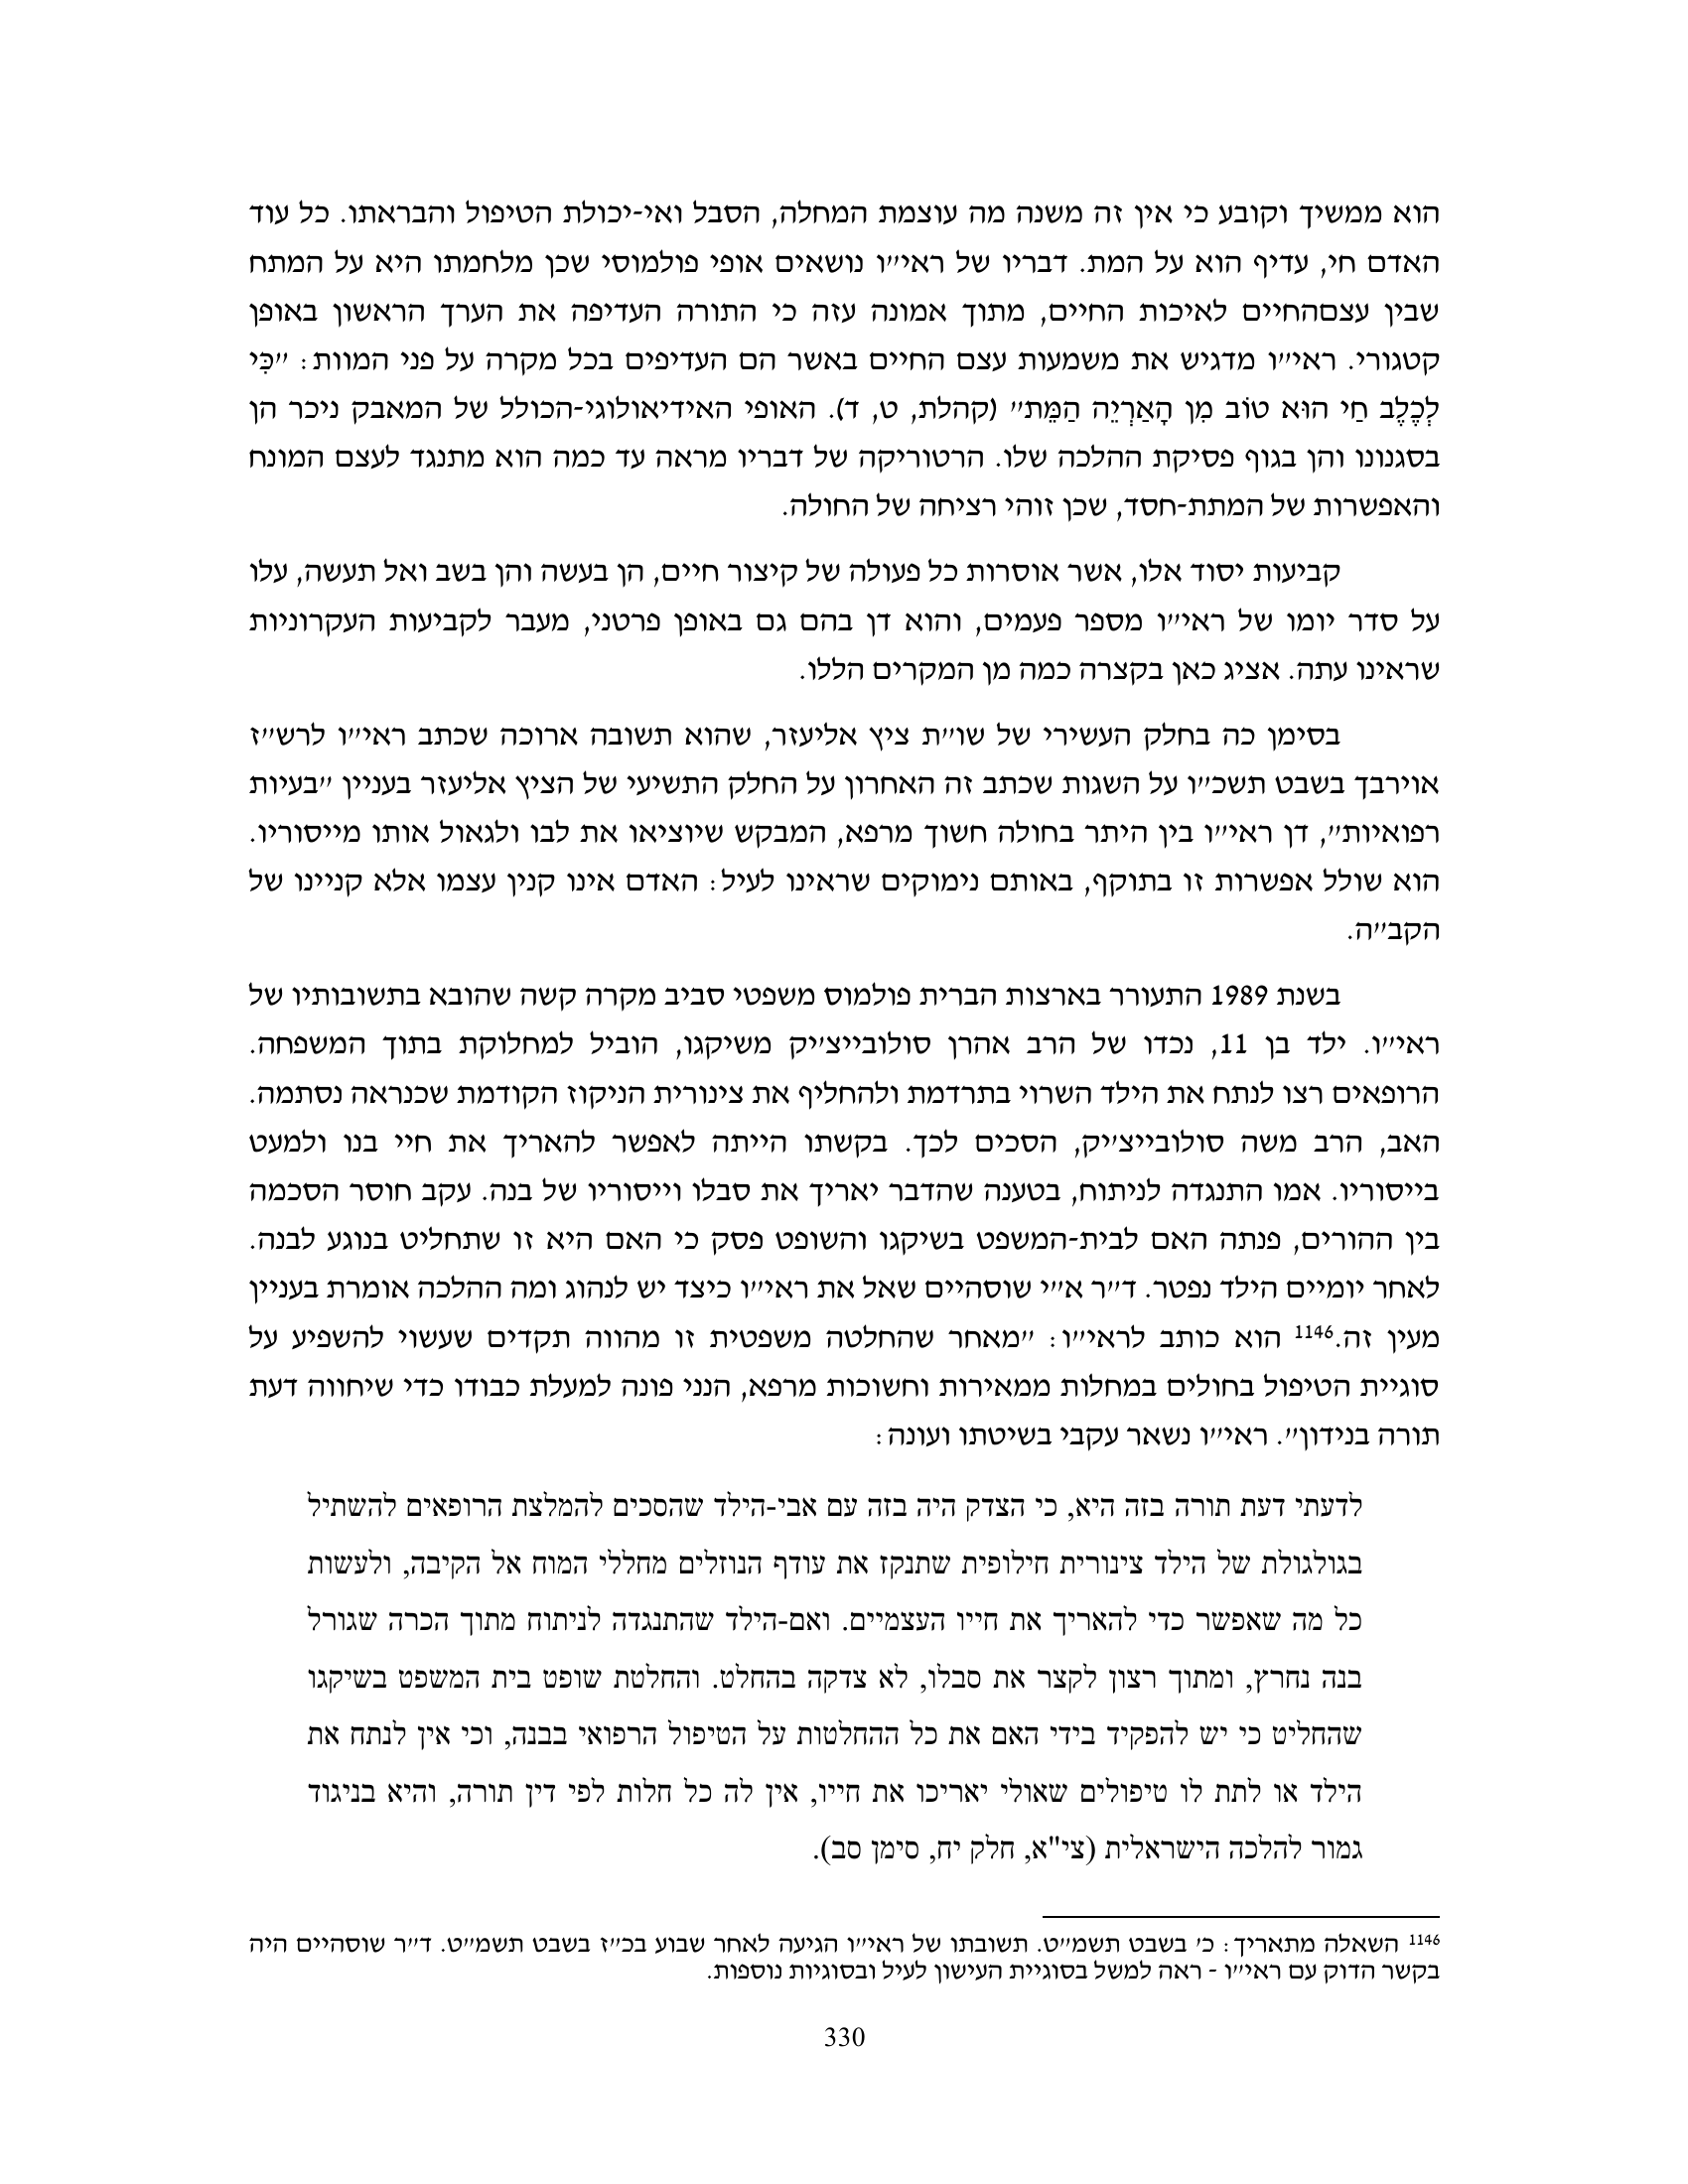 הוא ממשיך וקובע כי אין זה משנה מה עוצמת המחלה, הסבל ואי-יכולת הטיפול והבראתו. כל עוד
האדם חי, עדיף הוא על המת. דבריו של ראי״ו נושאים אופי פולמוסי שכן מלחמתו היא על המתח
שבין עצםהחיים לאיכות החיים, מתוך אמונה עזה כי התורה העדיפה את הערך הראשון באופן
קטגורי. ראי״ו מדגיש את משמעות עצם החיים באשר הם העדיפים בכל מקרה על פני המוות: ״כִּי
לְכֶלֶב חַי הוּא טוֹב מִן הָאַרְיֵה הַמֵּת״ (קהלת, ט, ד). האופי האידיאולוגי-הכולל של המאבק ניכר הן
בסגנונו והן בגוף פסיקת ההלכה שלו. הרטוריקה של דבריו מראה עד כמה הוא מתנגד לעצם המונח
והאפשרות של המתת-חסד, שכן זוהי רציחה של החולה.
קביעות יסוד אלו, אשר אוסרות כל פעולה של קיצור חיים, הן בעשה והן בשב ואל תעשה, עלו
על סדר יומו של ראי״ו מספר פעמים, והוא דן בהם גם באופן פרטני, מעבר לקביעות העקרוניות
שראינו עתה. אציג כאן בקצרה כמה מן המקרים הללו.
בסימן כה בחלק העשירי של שו״ת ציץ אליעזר, שהוא תשובה ארוכה שכתב ראי״ו לרש״ז
אוירבך בשבט תשכ״ו על השגות שכתב זה האחרון על החלק התשיעי של הציץ אליעזר בעניין ״בעיות
רפואיות״, דן ראי״ו בין היתר בחולה חשוך מרפא, המבקש שיוציאו את לבו ולגאול אותו מייסוריו.
הוא שולל אפשרות זו בתוקף, באותם נימוקים שראינו לעיל: האדם אינו קנין עצמו אלא קניינו של
הקב״ה.
בשנת 1989 התעורר בארצות הברית פולמוס משפטי סביב מקרה קשה שהובא בתשובותיו של
ראי״ו. ילד בן 11, נכדו של הרב אהרן סולובייצ׳יק משיקגו, הוביל למחלוקת בתוך המשפחה.
הרופאים רצו לנתח את הילד השרוי בתרדמת ולהחליף את צינורית הניקוז הקודמת שכנראה נסתמה.
האב, הרב משה סולובייצ׳יק, הסכים לכך. בקשתו הייתה לאפשר להאריך את חיי בנו ולמעט
בייסוריו. אמו התנגדה לניתוח, בטענה שהדבר יאריך את סבלו וייסוריו של בנה. עקב חוסר הסכמה
בין ההורים, פנתה האם לבית-המשפט בשיקגו והשופט פסק כי האם היא זו שתחליט בנוגע לבנה.
לאחר יומיים הילד נפטר. ד״ר א״י שוסהיים שאל את ראי״ו כיצד יש לנהוג ומה ההלכה אומרת בעניין
מעין זה.1146 הוא כותב לראי״ו: ״מאחר שהחלטה משפטית זו מהווה תקדים שעשוי להשפיע על
סוגיית הטיפול בחולים במחלות ממאירות וחשוכות מרפא, הנני פונה למעלת כבודו כדי שיחווה דעת
תורה בנידון״. ראי״ו נשאר עקבי בשיטתו ועונה:
לדעתי דעת תורה בזה היא, כי הצדק היה בזה עם אבי-הילד שהסכים להמלצת הרופאים להשתיל
בגולגולת של הילד צינורית חילופית שתנקז את עודף הנוזלים מחללי המוח אל הקיבה, ולעשות
כל מה שאפשר כדי להאריך את חייו העצמיים. ואם-הילד שהתנגדה לניתוח מתוך הכרה שגורל
בנה נחרץ, ומתוך רצון לקצר את סבלו, לא צדקה בהחלט. והחלטת שופט בית המשפט בשיקגו
שהחליט כי יש להפקיד בידי האם את כל ההחלטות על הטיפול הרפואי בבנה, וכי אין לנתח את
הילד או לתת לו טיפולים שאולי יאריכו את חייו, אין לה כל חלות לפי דין תורה, והיא בניגוד
גמור להלכה הישראלית (צי"א, חלק יח, סימן סב).
1146 השאלה מתאריך: כ׳ בשבט תשמ״ט. תשובתו של ראי״ו הגיעה לאחר שבוע בכ״ז בשבט תשמ״ט. ד״ר שוסהיים היה
בקשר הדוק עם ראי״ו - ראה למשל בסוגיית העישון לעיל ובסוגיות נוספות.
330